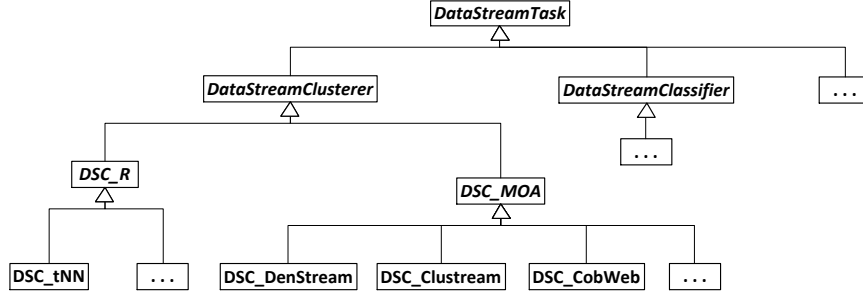 DataStreamTask
DataStreamClusterer
DataStreamClassifier
...
...
DSC_R
DSC_MOA
DSC_tNN
...
DSC_DenStream
DSC_Clustream
DSC_CobWeb
...